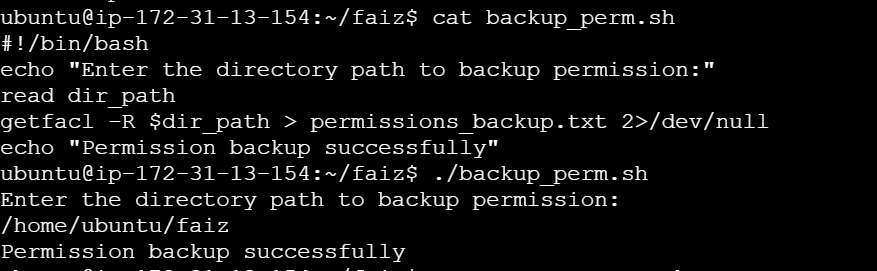 ubuntu@ip-172-31-13-154:~/faiz$ cat backup_perm.sh
#!/bin/bash
echo "Enter the directory path to backup permission:"
read dir_path
getfacl -R $dir_path > permissions_backup.txt 2>/dev/null
echo "Permission backup successfully"
ubuntu@ip-172-31-13-154:~/faiz$ ./backup_perm.sh
Enter the directory path to backup permission:
/home/ubuntu/faiz
Permission backup successfully